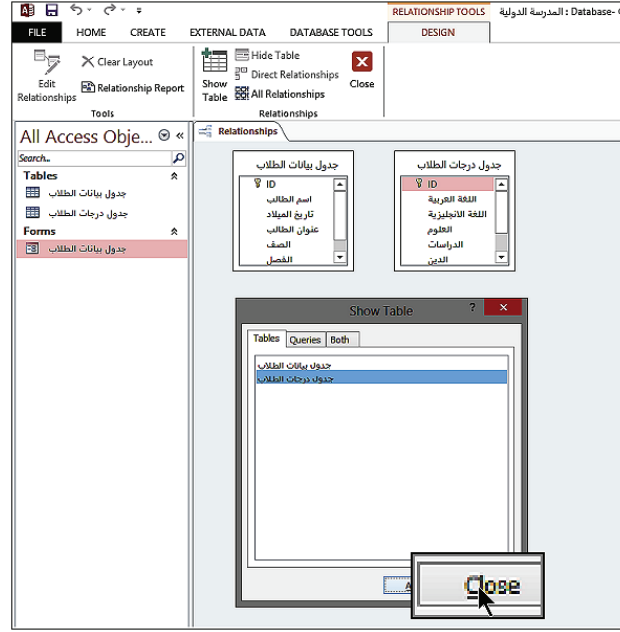 RELATIONSHIP TOOLS المدرسة الدولية : Database-
FILE HOME CREATE EXTERNAL DATA DATABASE TOOLS DESIGN
Edit Relationships
Clear Layout
Relationship Report
Tools
Show Table
Hide Table
Direct Relationships
All Relationships
Close
Relationships
All Access Obje...
Search...
Tables
جدول بيانات الطلاب
جدول درجات الطلاب
Forms
جدول بيانات الطلاب
Relationships
جدول بيانات الطلاب
ID
اسم الطالب
تاريخ الميلاد
عنوان الطالب
الصف
الفصل
جدول درجات الطلاب
ID
اللغة العربية
اللغة الانجليزية
العلوم
الدراسات
الدين
Show Table ?
Tables Queries Both
جدول بيانات الطلاب
جدول درجات الطلاب
Close